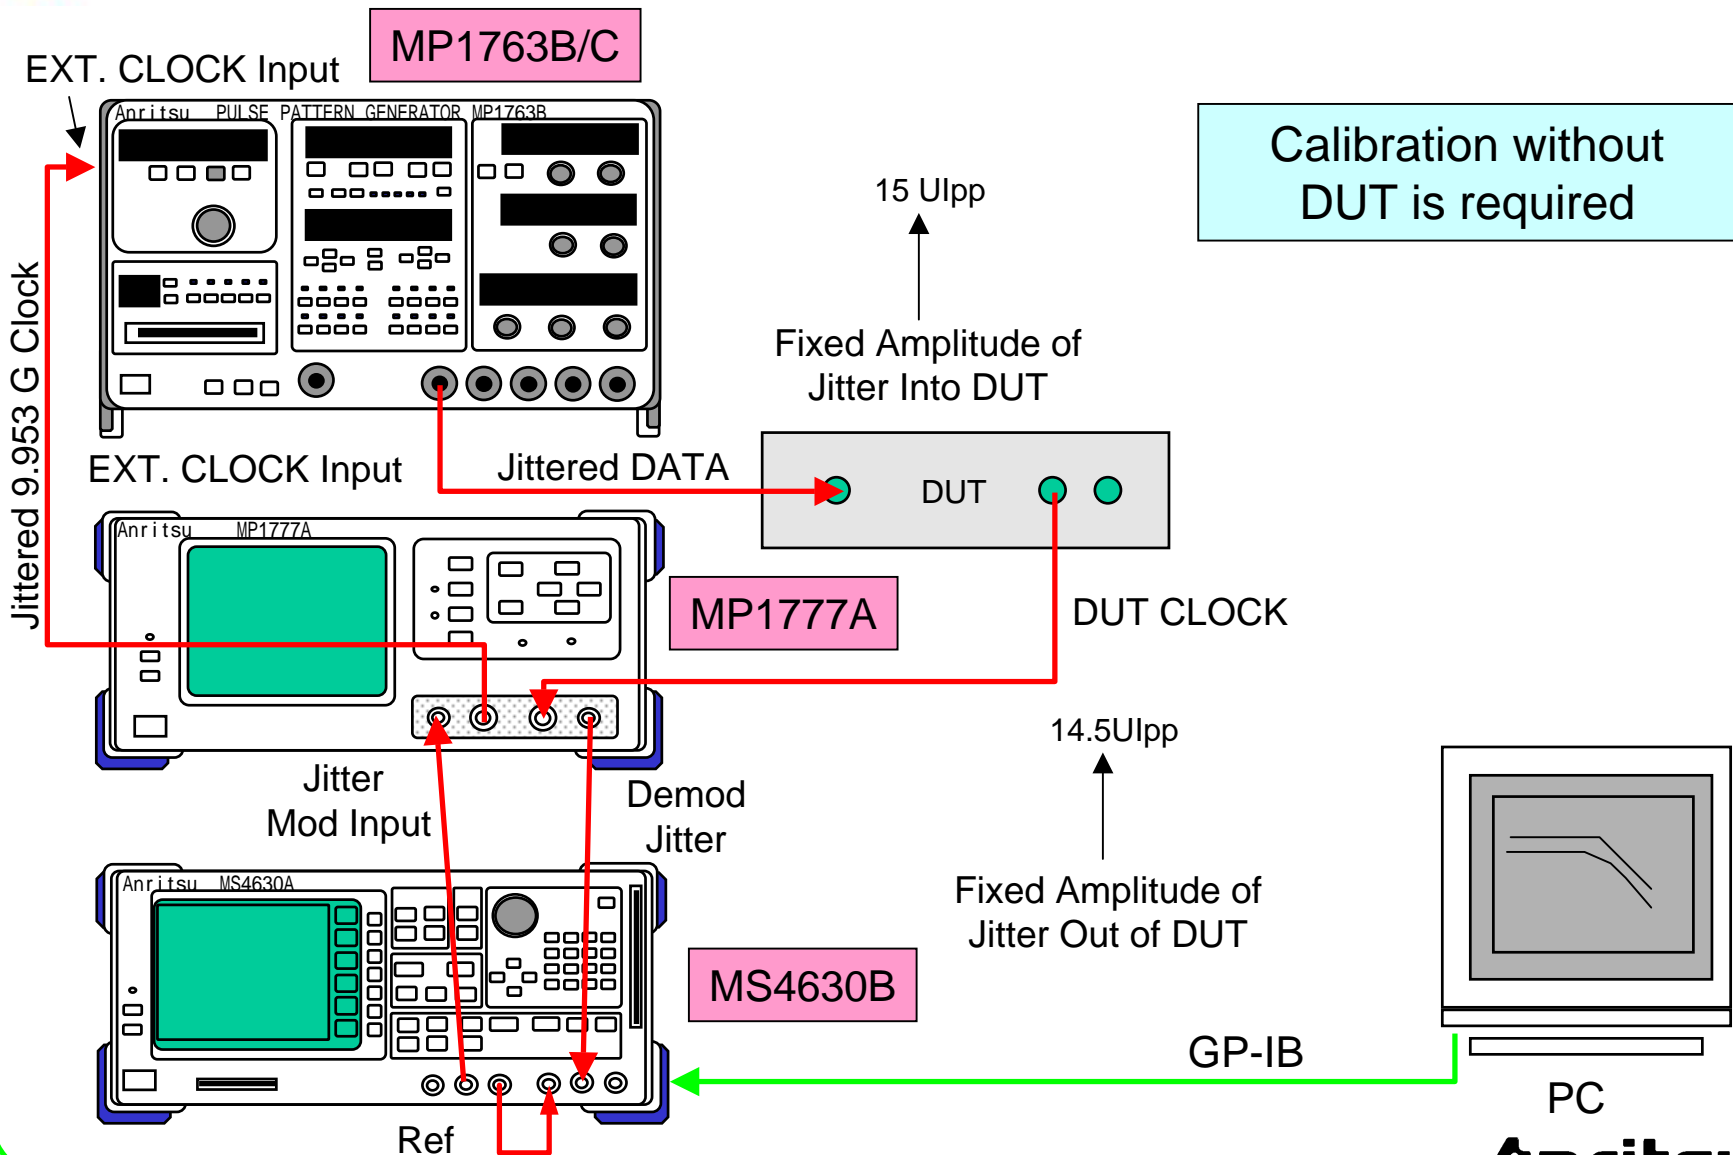 MP1763B/C
EXT. CLOCK Input
Anritsu PULSE PATTERN GENERATOR MP1763B
Calibration without
DUT is required
15 UIpp
Fixed Amplitude of
Jitter Into DUT
Jittered 9.953 G Clock
EXT. CLOCK Input
Jittered DATA
DUT
Anritsu MP1777A
MP1777A
DUT CLOCK
14.5UIpp
Jitter
Mod Input
Demod
Jitter
Fixed Amplitude of
Jitter Out of DUT
Anritsu MS4630A
MS4630B
GP-IB
PC
Ref
Anritsu